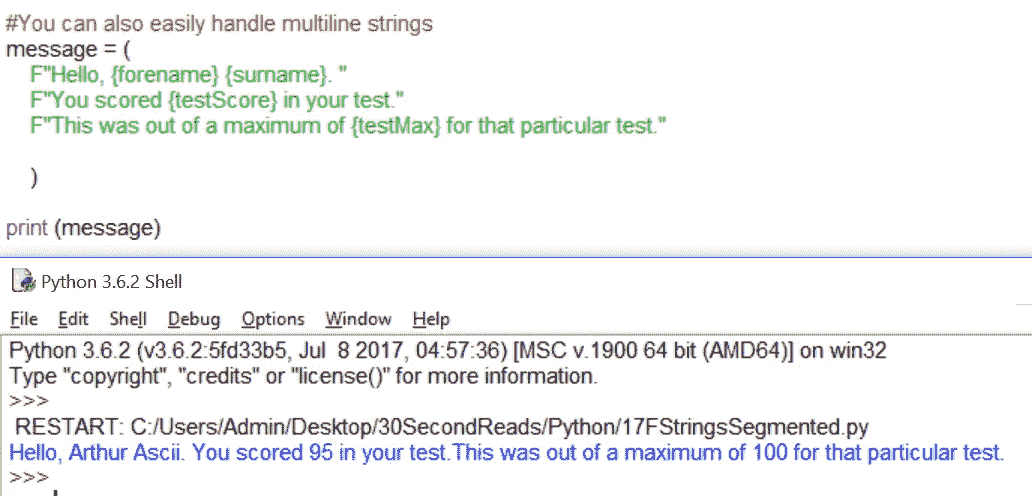 #You can also easily handle multiline strings
message = (
    F"Hello, {forename} {surname}. "
    F"You scored {testScore} in your test."
    F"This was out of a maximum of {testMax} for that particular test."
    )
print (message)
Python 3.6.2 Shell
File Edit Shell Debug Options Window Help
Python 3.6.2 (v3.6.2:5fd33b5, Jul  8 2017, 04:57:36) [MSC v.1900 64 bit (AMD64)] on win32
Type "copyright", "credits" or "license()" for more information.
>>>
 RESTART: C:/Users/Admin/Desktop/30SecondReads/Python/17FStringsSegmented.py
Hello, Arthur Ascii. You scored 95 in your test.This was out of a maximum of 100 for that particular test.
>>>